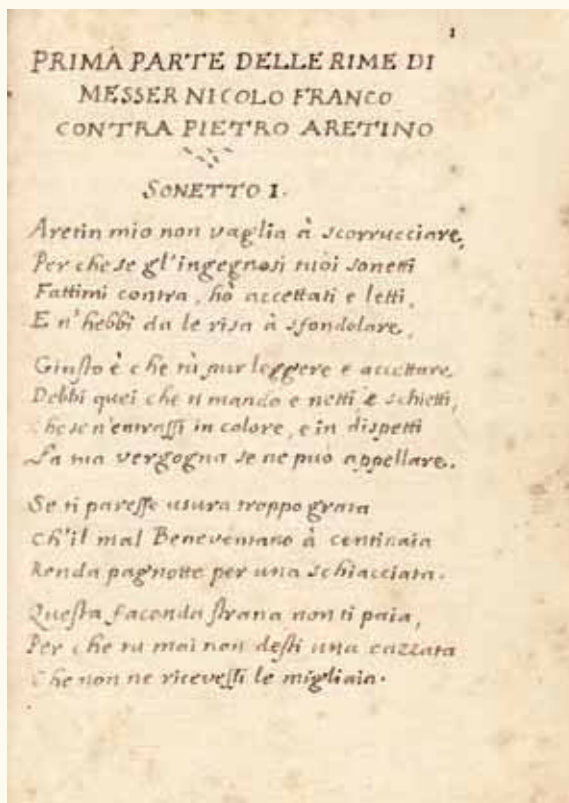 1
PRIMA PARTE DELLE RIME DI
MESSER NICOLO FRANCO
CONTRA PIETRO ARETINO
SONETTO I.
Aretin mio non vaglia à scorrucciare,
Per che se gl'ingegnosi tuoi sonetti
Fattimi contra, hò accettati e letti,
E n'hebbi da le risa à sfondolare,
Giusto è che tù pur leggere e accettare
Debbi quei che ti mando e netti e schietti,
Che se n'entrassi in colore, e in dispetti
La tua vergogna se ne può appellare.
Se ti paresse usura troppo grata
Ch'il mal Beneventano à centinaia
Renda pagnotte per una schiacciata.
Questa faconda strana non ti paia,
Per che tu mai non desti una cazzata
Che non ne ricevessi le migliaia.